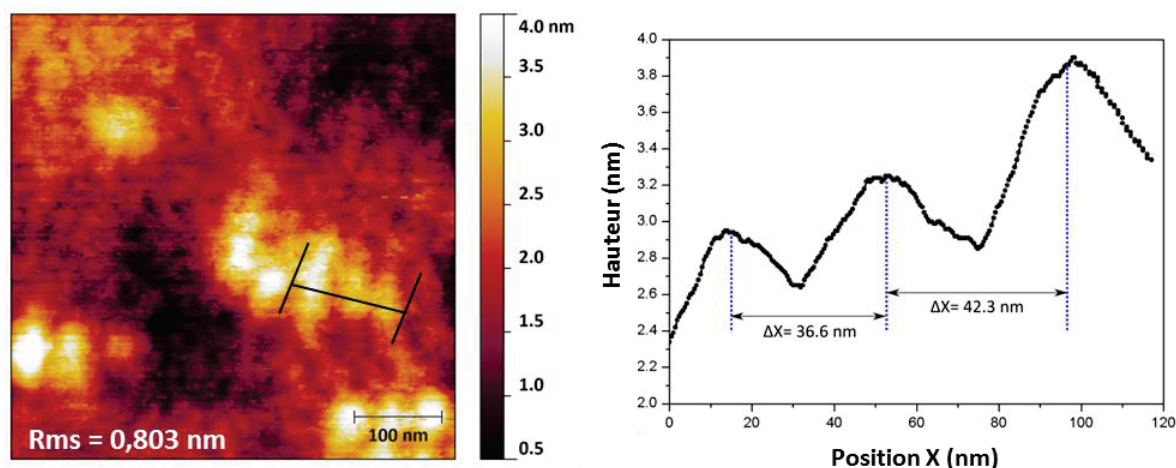 4.0 nm
3.5
3.0
2.5
2.0
1.5
1.0
0.5
100 nm
Rms = 0,803 nm
4.0
3.8
3.6
3.4
3.2
3.0
2.8
2.6
2.4
2.2
2.0
Hauteur (nm)
ΔX= 42.3 nm
ΔX= 36.6 nm
0 20 40 60 80 100 120
Position X (nm)